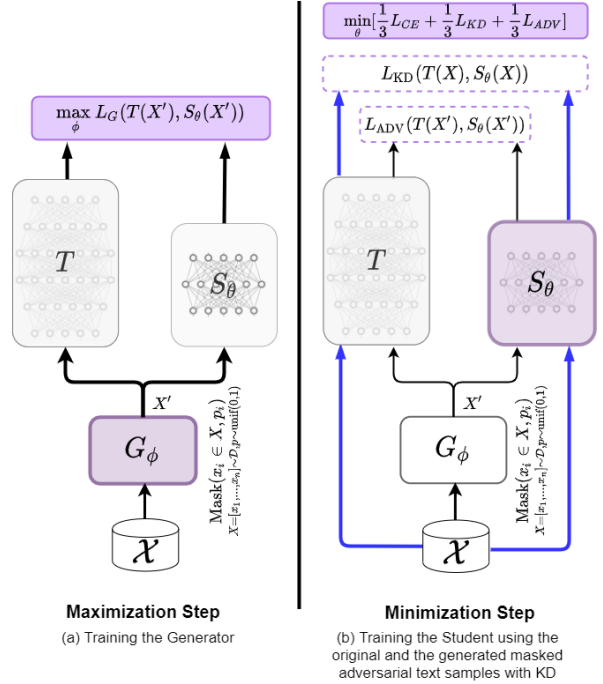 max_ϕ L_G(T(X′), S_θ(X′))
T
S_θ
X′
G_ϕ
Mask(x_i ∈ X, p_i)
X=[x_1,...,x_n]∼D,p∼unif(0,1)
𝒳
Maximization Step
(a) Training the Generator
min_θ[1/3 L_CE + 1/3 L_KD + 1/3 L_ADV]
L_KD(T(X), S_θ(X))
L_ADV(T(X′), S_θ(X′))
T
S_θ
X′
G_ϕ
Mask(x_i ∈ X, p_i)
X=[x_1,...,x_n]∼D,p∼unif(0,1)
𝒳
Minimization Step
(b) Training the Student using the
original and the generated masked
adversarial text samples with KD